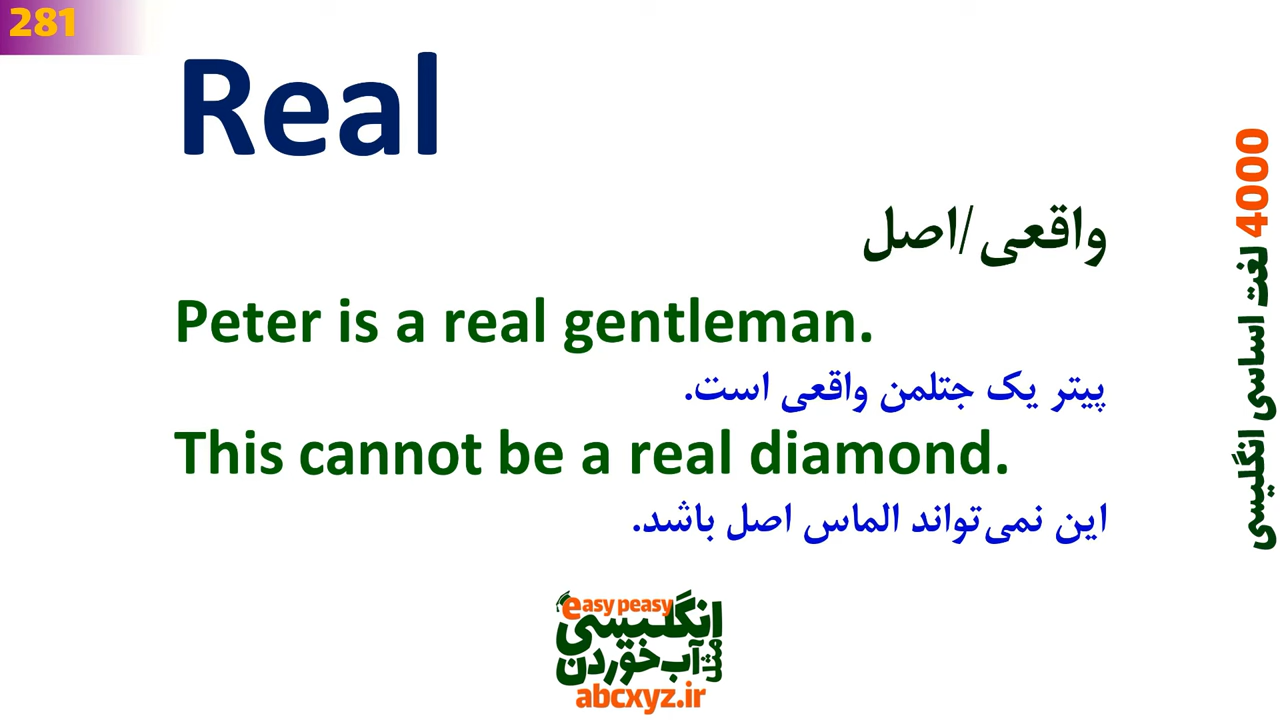 281
Real
واقعی/اصل
Peter is a real gentleman.
پیتر یک جتلمن واقعی است.
This cannot be a real diamond.
این نمی‌تواند الماس اصل باشد.
4000 لغت اساسی انگلیسی
easy peasy
انگلیسی
مثل آب خوردن
abcxyz.ir